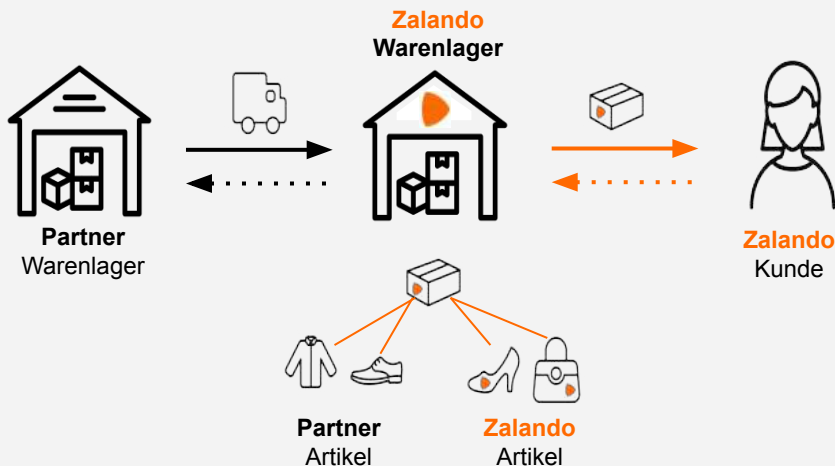 Zalando
Warenlager
Partner
Warenlager
Zalando
Kunde
Partner
Artikel
Zalando
Artikel